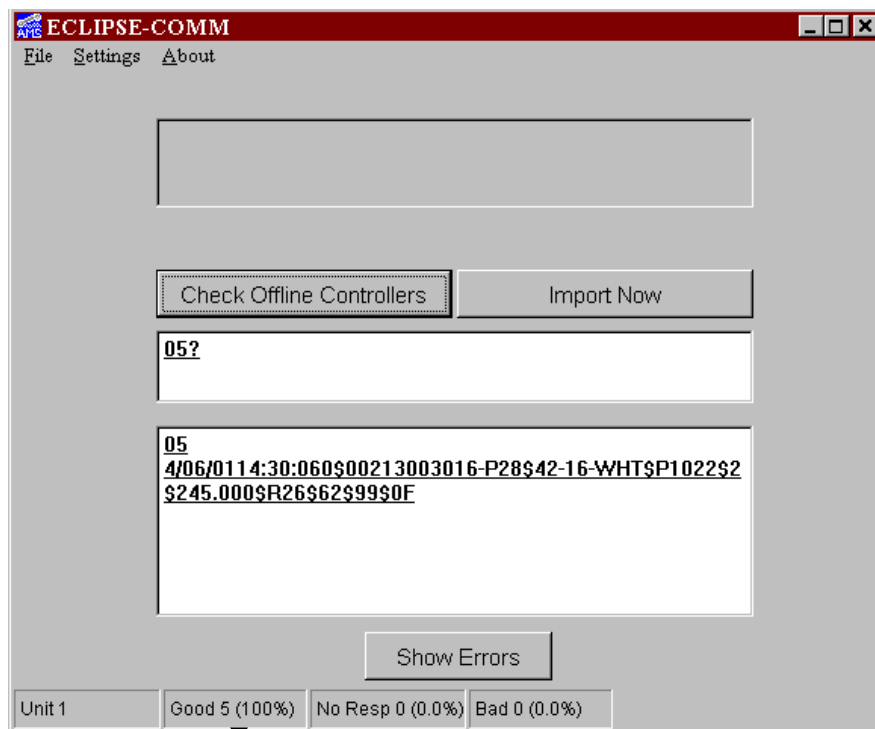 AMS ECLIPSE-COMM
File Settings About
Check Offline Controllers Import Now
05?
05
4/06/0114:30:060$00213003016-P28$42-16-WHT$P1022$2
$245.000$R26$62$99$0F
Show Errors
Unit 1 Good 5 (100%) No Resp 0 (0.0%) Bad 0 (0.0%)